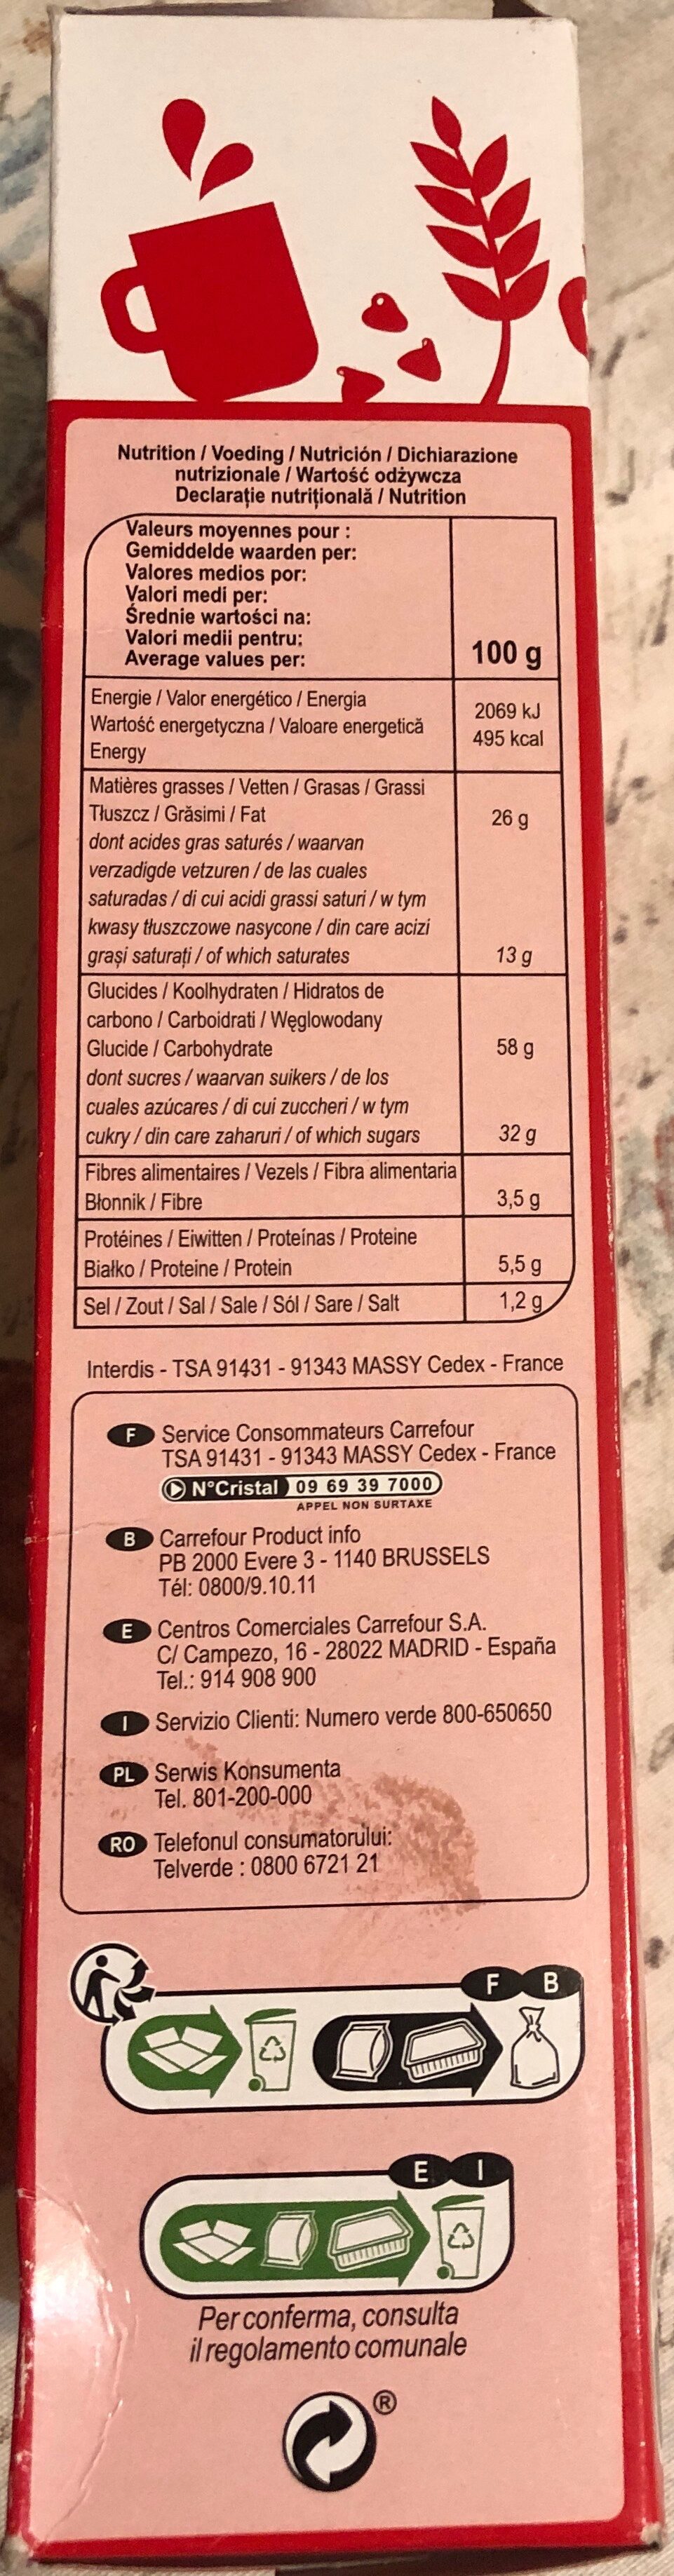 Nutrition / Voeding / Nutrición / Dichiarazione
nutrizionale / Wartość odżywcza
Declarație nutrițională / Nutrition
Valeurs moyennes pour :
Gemiddelde waarden per:
Valores medios por:
Valori medi per:
Średnie wartości na:
Valori medii pentru:
Average values per:
100 g
Energie / Valor energético / Energia
Wartość energetyczna / Valoare energetică
Energy
2069 kJ
495 kcal
Matières grasses / Vetten / Grasas / Grassi
Tłuszcz / Grăsimi / Fat
26 g
dont acides gras saturés / waarvan
verzadigde vetzuren / de las cuales
saturadas / di cui acidi grassi saturi / w tym
kwasy tłuszczowe nasycone / din care acizi
grași saturați / of which saturates
13 g
Glucides / Koolhydraten / Hidratos de
carbono / Carboidrati / Węglowodany
Glucide / Carbohydrate
58 g
dont sucres / waarvan suikers / de los
cuales azúcares / di cui zuccheri / w tym
cukry / din care zaharuri / of which sugars
32 g
Fibres alimentaires / Vezels / Fibra alimentaria
Błonnik / Fibre
3,5 g
Protéines / Eiwitten / Proteínas / Proteine
Białko / Proteine / Protein
5,5 g
Sel / Zout / Sal / Sale / Sól / Sare / Salt
1,2 g
Interdis - TSA 91431 - 91343 MASSY Cedex - France
F Service Consommateurs Carrefour
TSA 91431 - 91343 MASSY Cedex - France
N°Cristal 09 69 39 7000
APPEL NON SURTAXE
B Carrefour Product info
PB 2000 Evere 3 - 1140 BRUSSELS
Tél: 0800/9.10.11
E Centros Comerciales Carrefour S.A.
C/ Campezo, 16 - 28022 MADRID - España
Tel.: 914 908 900
I Servizio Clienti: Numero verde 800-650650
PL Serwis Konsumenta
Tel. 801-200-000
RO Telefonul consumatorului:
Telverde : 0800 6721 21
F B
E I
Per conferma, consulta
il regolamento comunale
®